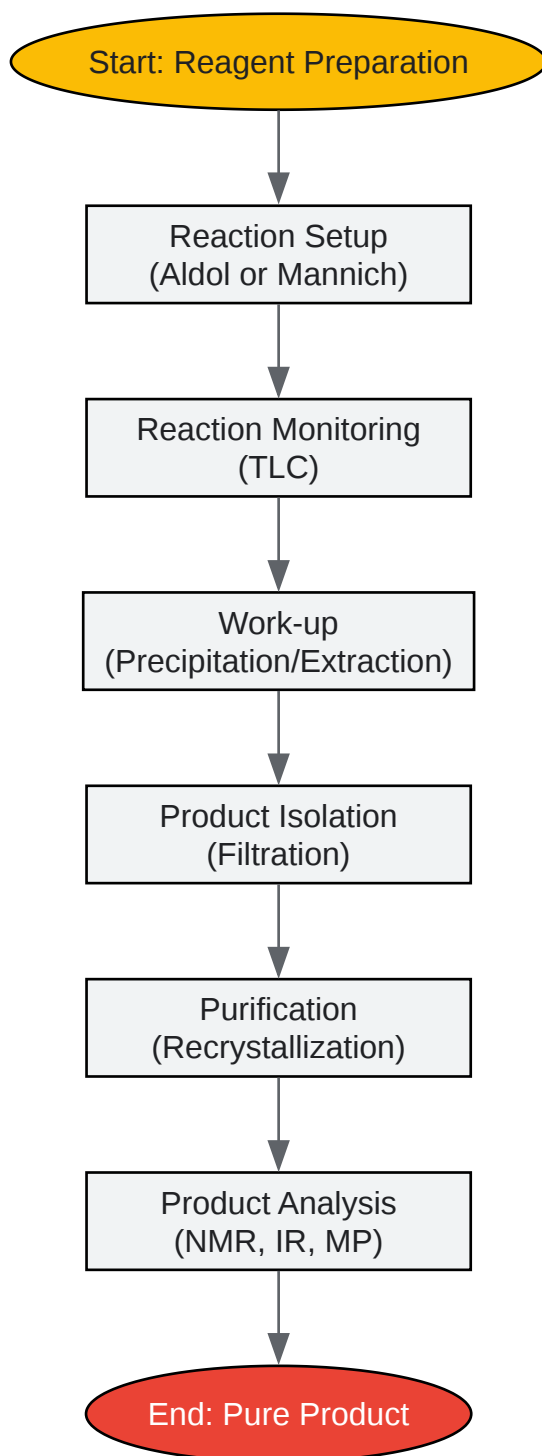 Start: Reagent Preparation
Reaction Setup
(Aldol or Mannich)
Reaction Monitoring
(TLC)
Work-up
(Precipitation/Extraction)
Product Isolation
(Filtration)
Purification
(Recrystallization)
Product Analysis
(NMR, IR, MP)
End: Pure Product